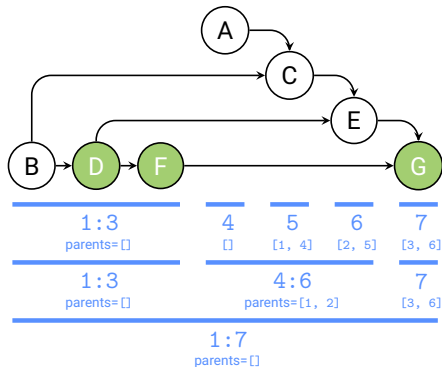 A
C
E
B D F G
1:3 4 5 6 7
parents=[] [] [1, 4] [2, 5] [3, 6]
1:3 4:6 7
parents=[] parents=[1, 2] [3, 6]
1:7
parents=[]